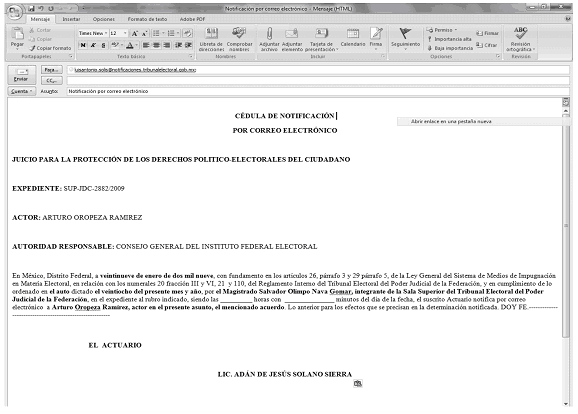 Notificación por correo electrónico - Mensaje (HTML)
Mensaje Insertar Opciones Formato de texto Adobe PDF
Pegar
Cortar
Copiar
Copiar formato
Portapapeles
Times New 12
N K S
Texto básico
Libreta de direcciones
Comprobar nombres
Nombres
Adjuntar archivo
Adjuntar elemento
Tarjeta de presentación
Calendario
Firma
Incluir
Seguimiento
Permiso
Importancia alta
Baja importancia
Opciones
Cifrar
Firmar
ABC
Revisión ortográfica
Revisión
Enviar
Para...
CC...
Cuenta
Asunto: Notificación por correo electrónico
Abrir enlace en una pestaña nueva
CÉDULA DE NOTIFICACIÓN
POR CORREO ELECTRÓNICO
JUICIO PARA LA PROTECCIÓN DE LOS DERECHOS POLITICO-ELECTORALES DEL CIUDADANO
EXPEDIENTE: SUP-JDC-2882/2009
ACTOR: ARTURO OROPEZA RAMIREZ
AUTORIDAD RESPONSABLE: CONSEJO GENERAL DEL INSTITUTO FEDERAL ELECTORAL
En México, Distrito Federal, a veintinueve de enero de dos mil nueve, con fundamento en los artículos 26, párrafo 3 y 29 párrafo 5, de la Ley General del Sistema de Medios de Impugnación
en Materia Electoral, en relación con los numerales 20 fracción III y VI, 21 y 110, del Reglamento Interno del Tribunal Electoral del Poder Judicial de la Federación, y en cumplimiento de lo
ordenado en el auto dictado el veintiocho del presente mes y año, por el Magistrado Salvador Olimpo Nava Gomar, integrante de la Sala Superior del Tribunal Electoral del Poder
Judicial de la Federación, en el expediente al rubro indicado, siendo las __________ horas con ______________ minutos del día de la fecha, el suscrito Actuario notifica por correo
electrónico a Arturo Oropeza Ramirez, actor en el presente asunto, el mencionado acuerdo. Lo anterior para los efectos que se precisan en la determinación notificada. DOY FE.-------------
------------------------------
EL ACTUARIO
LIC. ADÁN DE JESÚS SOLANO SIERRA